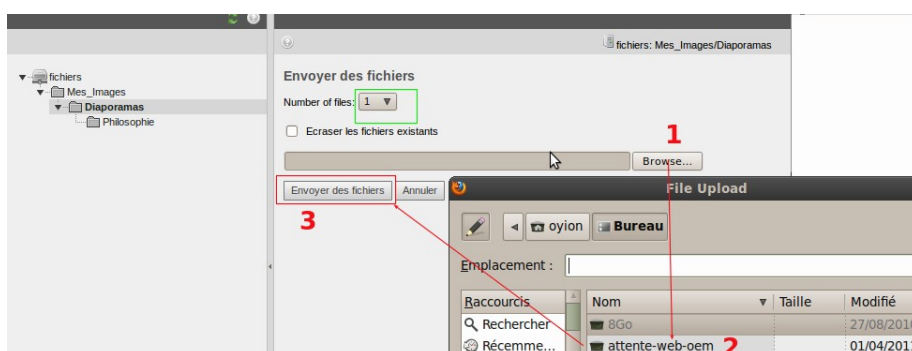 fichiers: Mes_Images/Diaporamas
fichiers
Mes_Images
Diaporamas
Philosophie
Envoyer des fichiers
Number of files: 1
Ecraser les fichiers existants
1
Browse...
Envoyer des fichiers Annuler
3
File Upload
oyion Bureau
Emplacement :
Raccourcis Nom Taille Modifié
Rechercher 8Go 27/08/2010
Récemme... attente-web-oem 2 01/04/2011